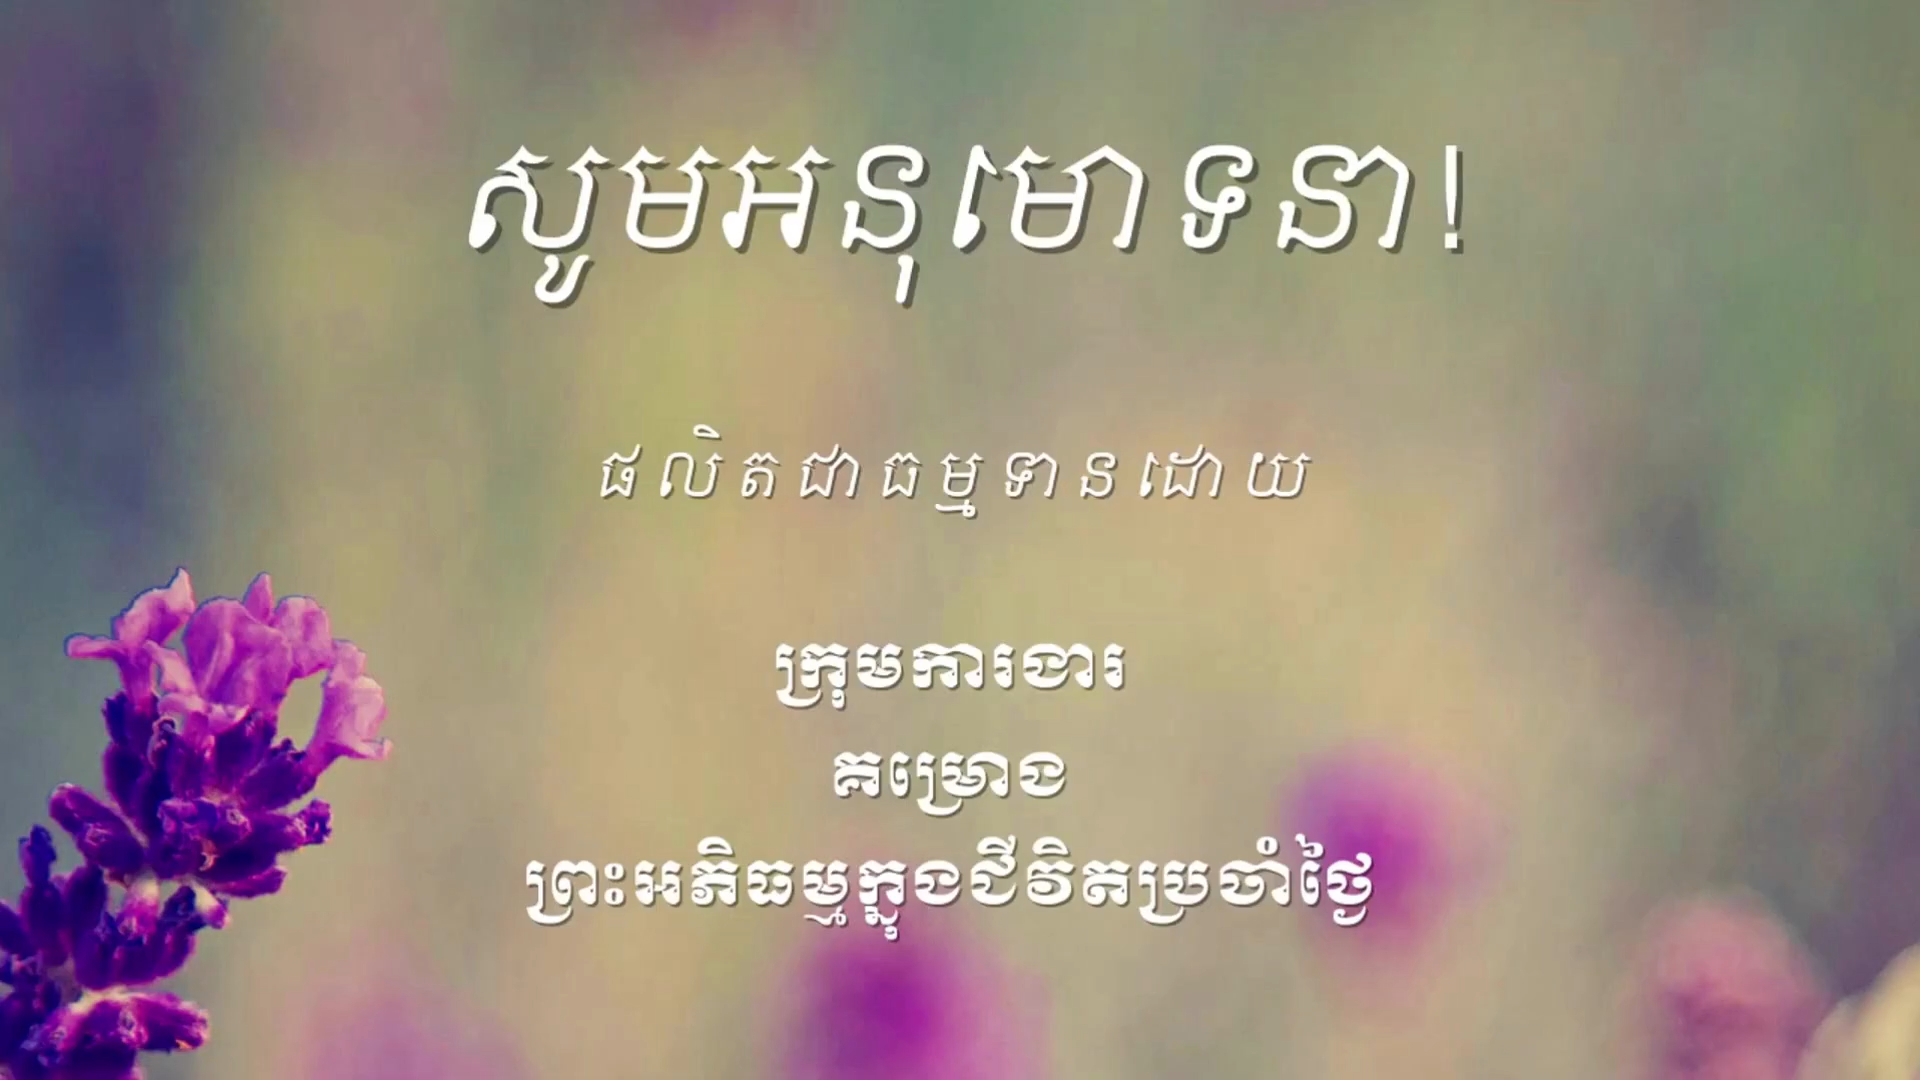 សូមអនុមោទនា!
ផលិតជាធម្មទានដោយ
ក្រុមការងារ
គម្រោង
ព្រះអភិធម្មក្នុងជីវិតប្រចាំថ្ងៃ